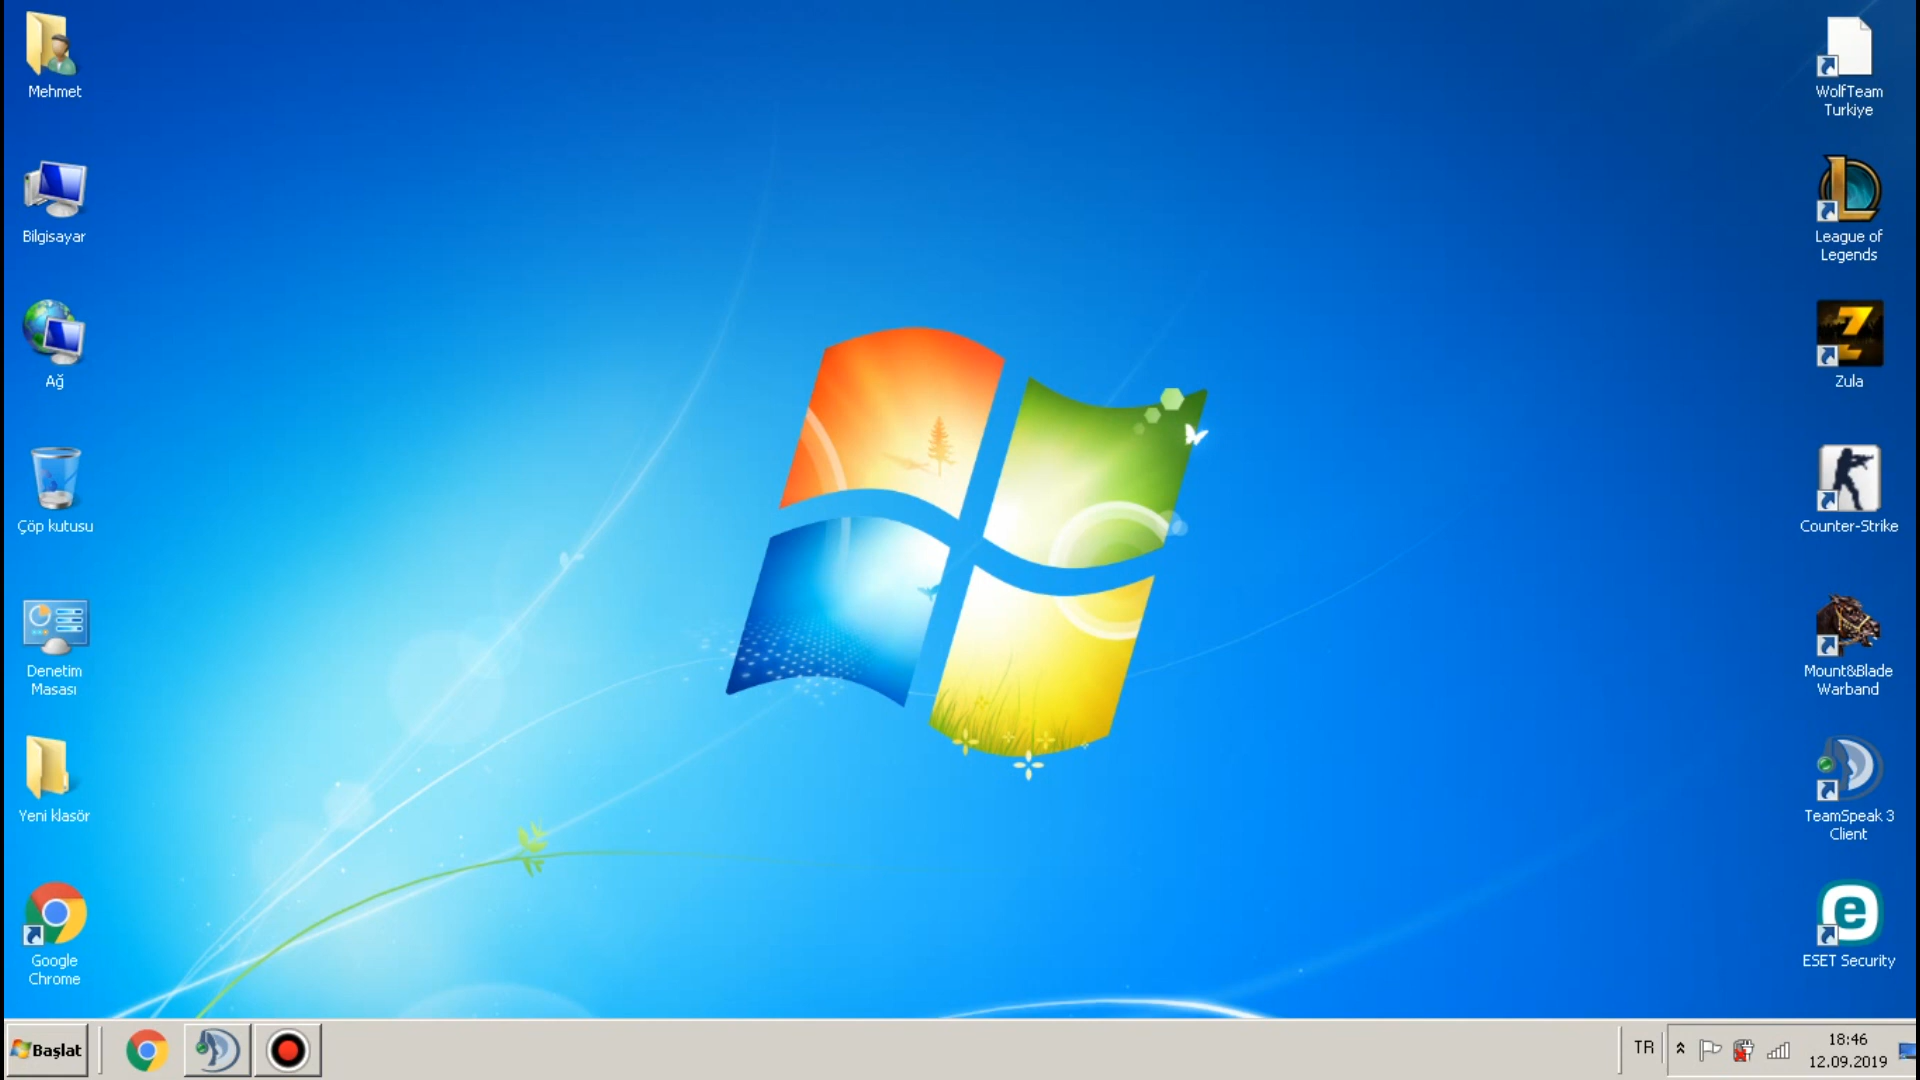 Mehmet
Bilgisayar
Ağ
Çöp kutusu
Denetim
Masası
Yeni klasör
Google
Chrome
WolfTeam
Turkiye
League of
Legends
Zula
Counter-Strike
Mount&Blade
Warband
TeamSpeak 3
Client
ESET Security
Başlat
TR
18:46
12.09.2019